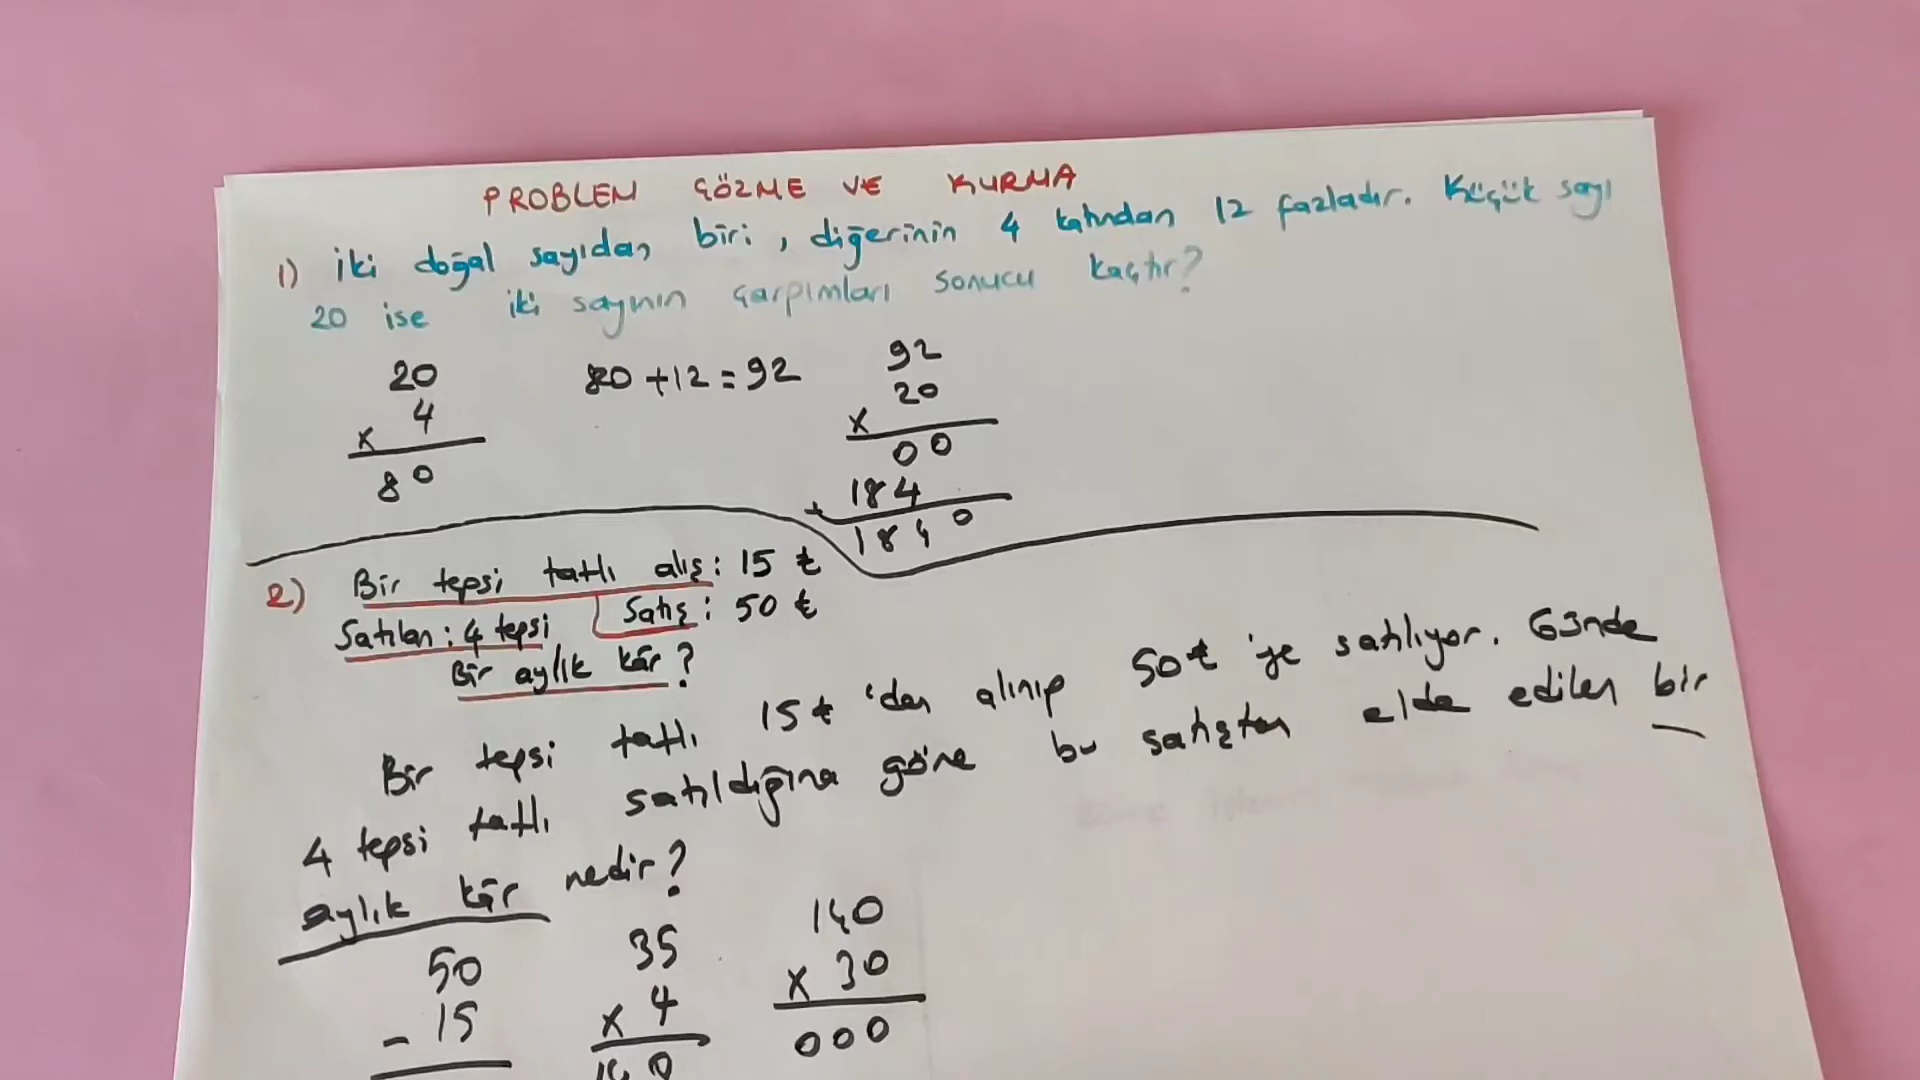 PROBLEM ÇÖZME VE KURMA
1) İki doğal sayıdan biri, diğerinin 4 katından 12 fazladır. Küçük sayı
20 ise iki sayının çarpımları sonucu kaçtır?
20
x 4
80
80 + 12 = 92
92
x 20
00
+ 184
1840
2) Bir tepsi tatlı alış: 15 ₺
Satış: 50 ₺
Satılan: 4 tepsi
Bir aylık kâr?
Bir tepsi tatlı 15 ₺'den alınıp 50 ₺'ye satılıyor. Günde
4 tepsi tatlı satıldığına göre bu satıştan elde edilen bir
aylık kâr nedir?
50
- 15
35
x 4
140
140
x 30
000